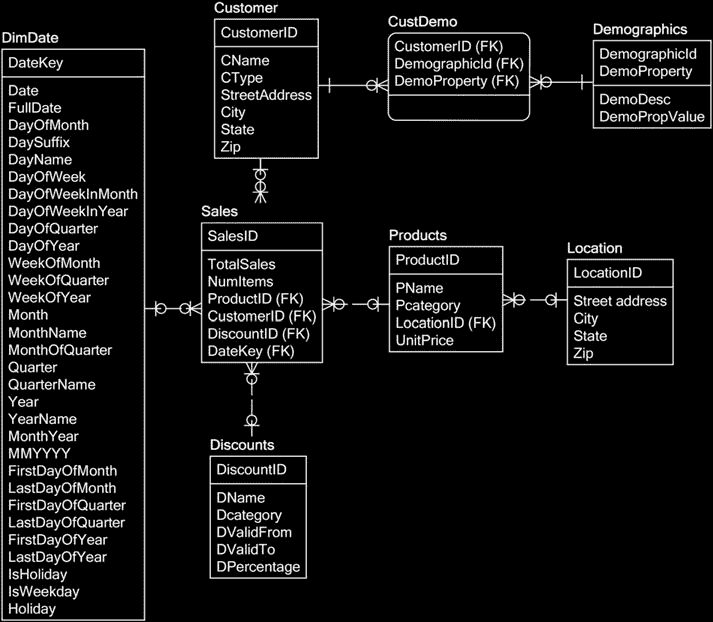 DimDate
DateKey
Date
FullDate
DayOfMonth
DaySuffix
DayName
DayOfWeek
DayOfWeekInMonth
DayOfWeekInYear
DayOfQuarter
DayOfYear
WeekOfMonth
WeekOfQuarter
WeekOfYear
Month
MonthName
MonthOfQuarter
Quarter
QuarterName
Year
YearName
MonthYear
MMYYYY
FirstDayOfMonth
LastDayOfMonth
FirstDayOfQuarter
LastDayOfQuarter
FirstDayOfYear
LastDayOfYear
IsHoliday
IsWeekday
Holiday
Customer
CustomerID
CName
CType
StreetAddress
City
State
Zip
CustDemo
CustomerID (FK)
DemographicId (FK)
DemoProperty (FK)
Demographics
DemographicId
DemoProperty
DemoDesc
DemoPropValue
Sales
SalesID
TotalSales
NumItems
ProductID (FK)
CustomerID (FK)
DiscountID (FK)
DateKey (FK)
Products
ProductID
PName
Pcategory
LocationID (FK)
UnitPrice
Location
LocationID
Street address
City
State
Zip
Discounts
DiscountID
DName
Dcategory
DValidFrom
DValidTo
DPercentage